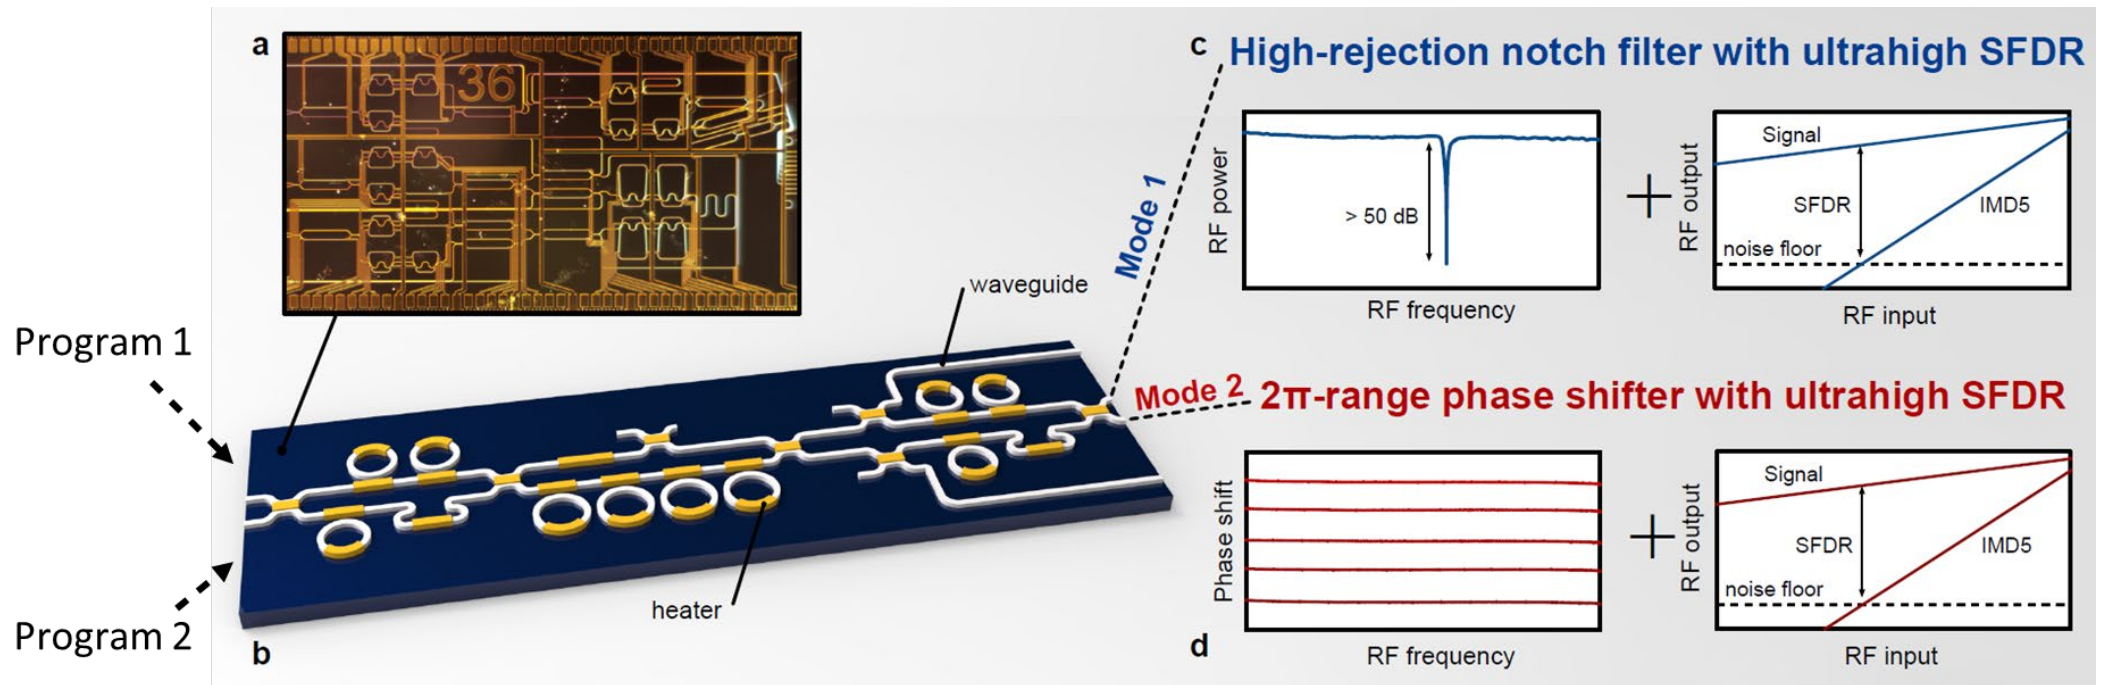 a
36
c
High-rejection notch filter with ultrahigh SFDR
Mode 1
RF power
> 50 dB
RF frequency
+
RF output
Signal
SFDR
IMD5
noise floor
RF input
waveguide
Program 1
Mode 2
2π-range phase shifter with ultrahigh SFDR
Phase shift
RF frequency
+
RF output
Signal
SFDR
IMD5
noise floor
RF input
heater
Program 2
b
d